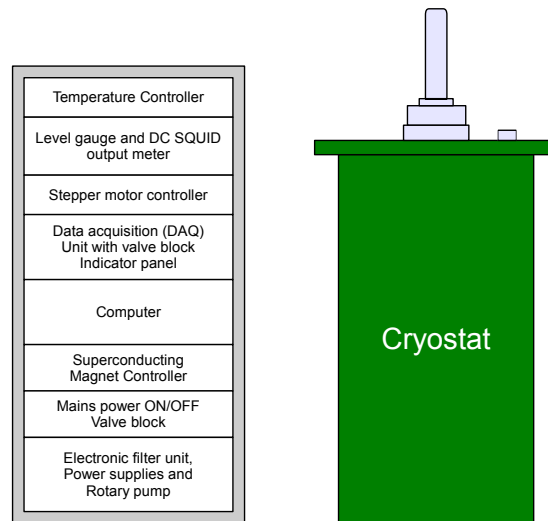 Temperature Controller
Level gauge and DC SQUID
output meter
Stepper motor controller
Data acquisition (DAQ)
Unit with valve block
Indicator panel
Computer
Superconducting
Magnet Controller
Mains power ON/OFF
Valve block
Electronic filter unit,
Power supplies and
Rotary pump
Cryostat